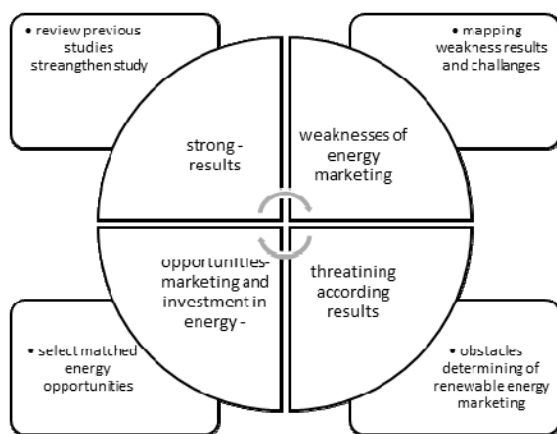 • review previous
studies
streangthen study
• mapping
weakness results
and challenges
strong -
results
weaknesses of
energy
marketing
opportunities-
marketing and
investment in
energy -
threatining
according
results
• select matched
energy
opportunities
• obstacles
determining of
renewable energy
marketing